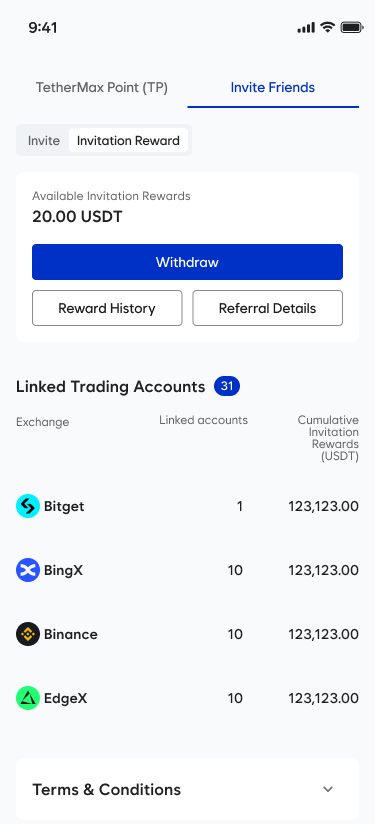 9:41
TetherMax Point (TP)
Invite Friends
Invite
Invitation Reward
Available Invitation Rewards
20.00 USDT
Withdraw
Reward History
Referral Details
Linked Trading Accounts 31
Exchange
Linked accounts
Cumulative
Invitation
Rewards
(USDT)
Bitget 1 123,123.00
BingX 10 123,123.00
Binance 10 123,123.00
EdgeX 10 123,123.00
Terms & Conditions